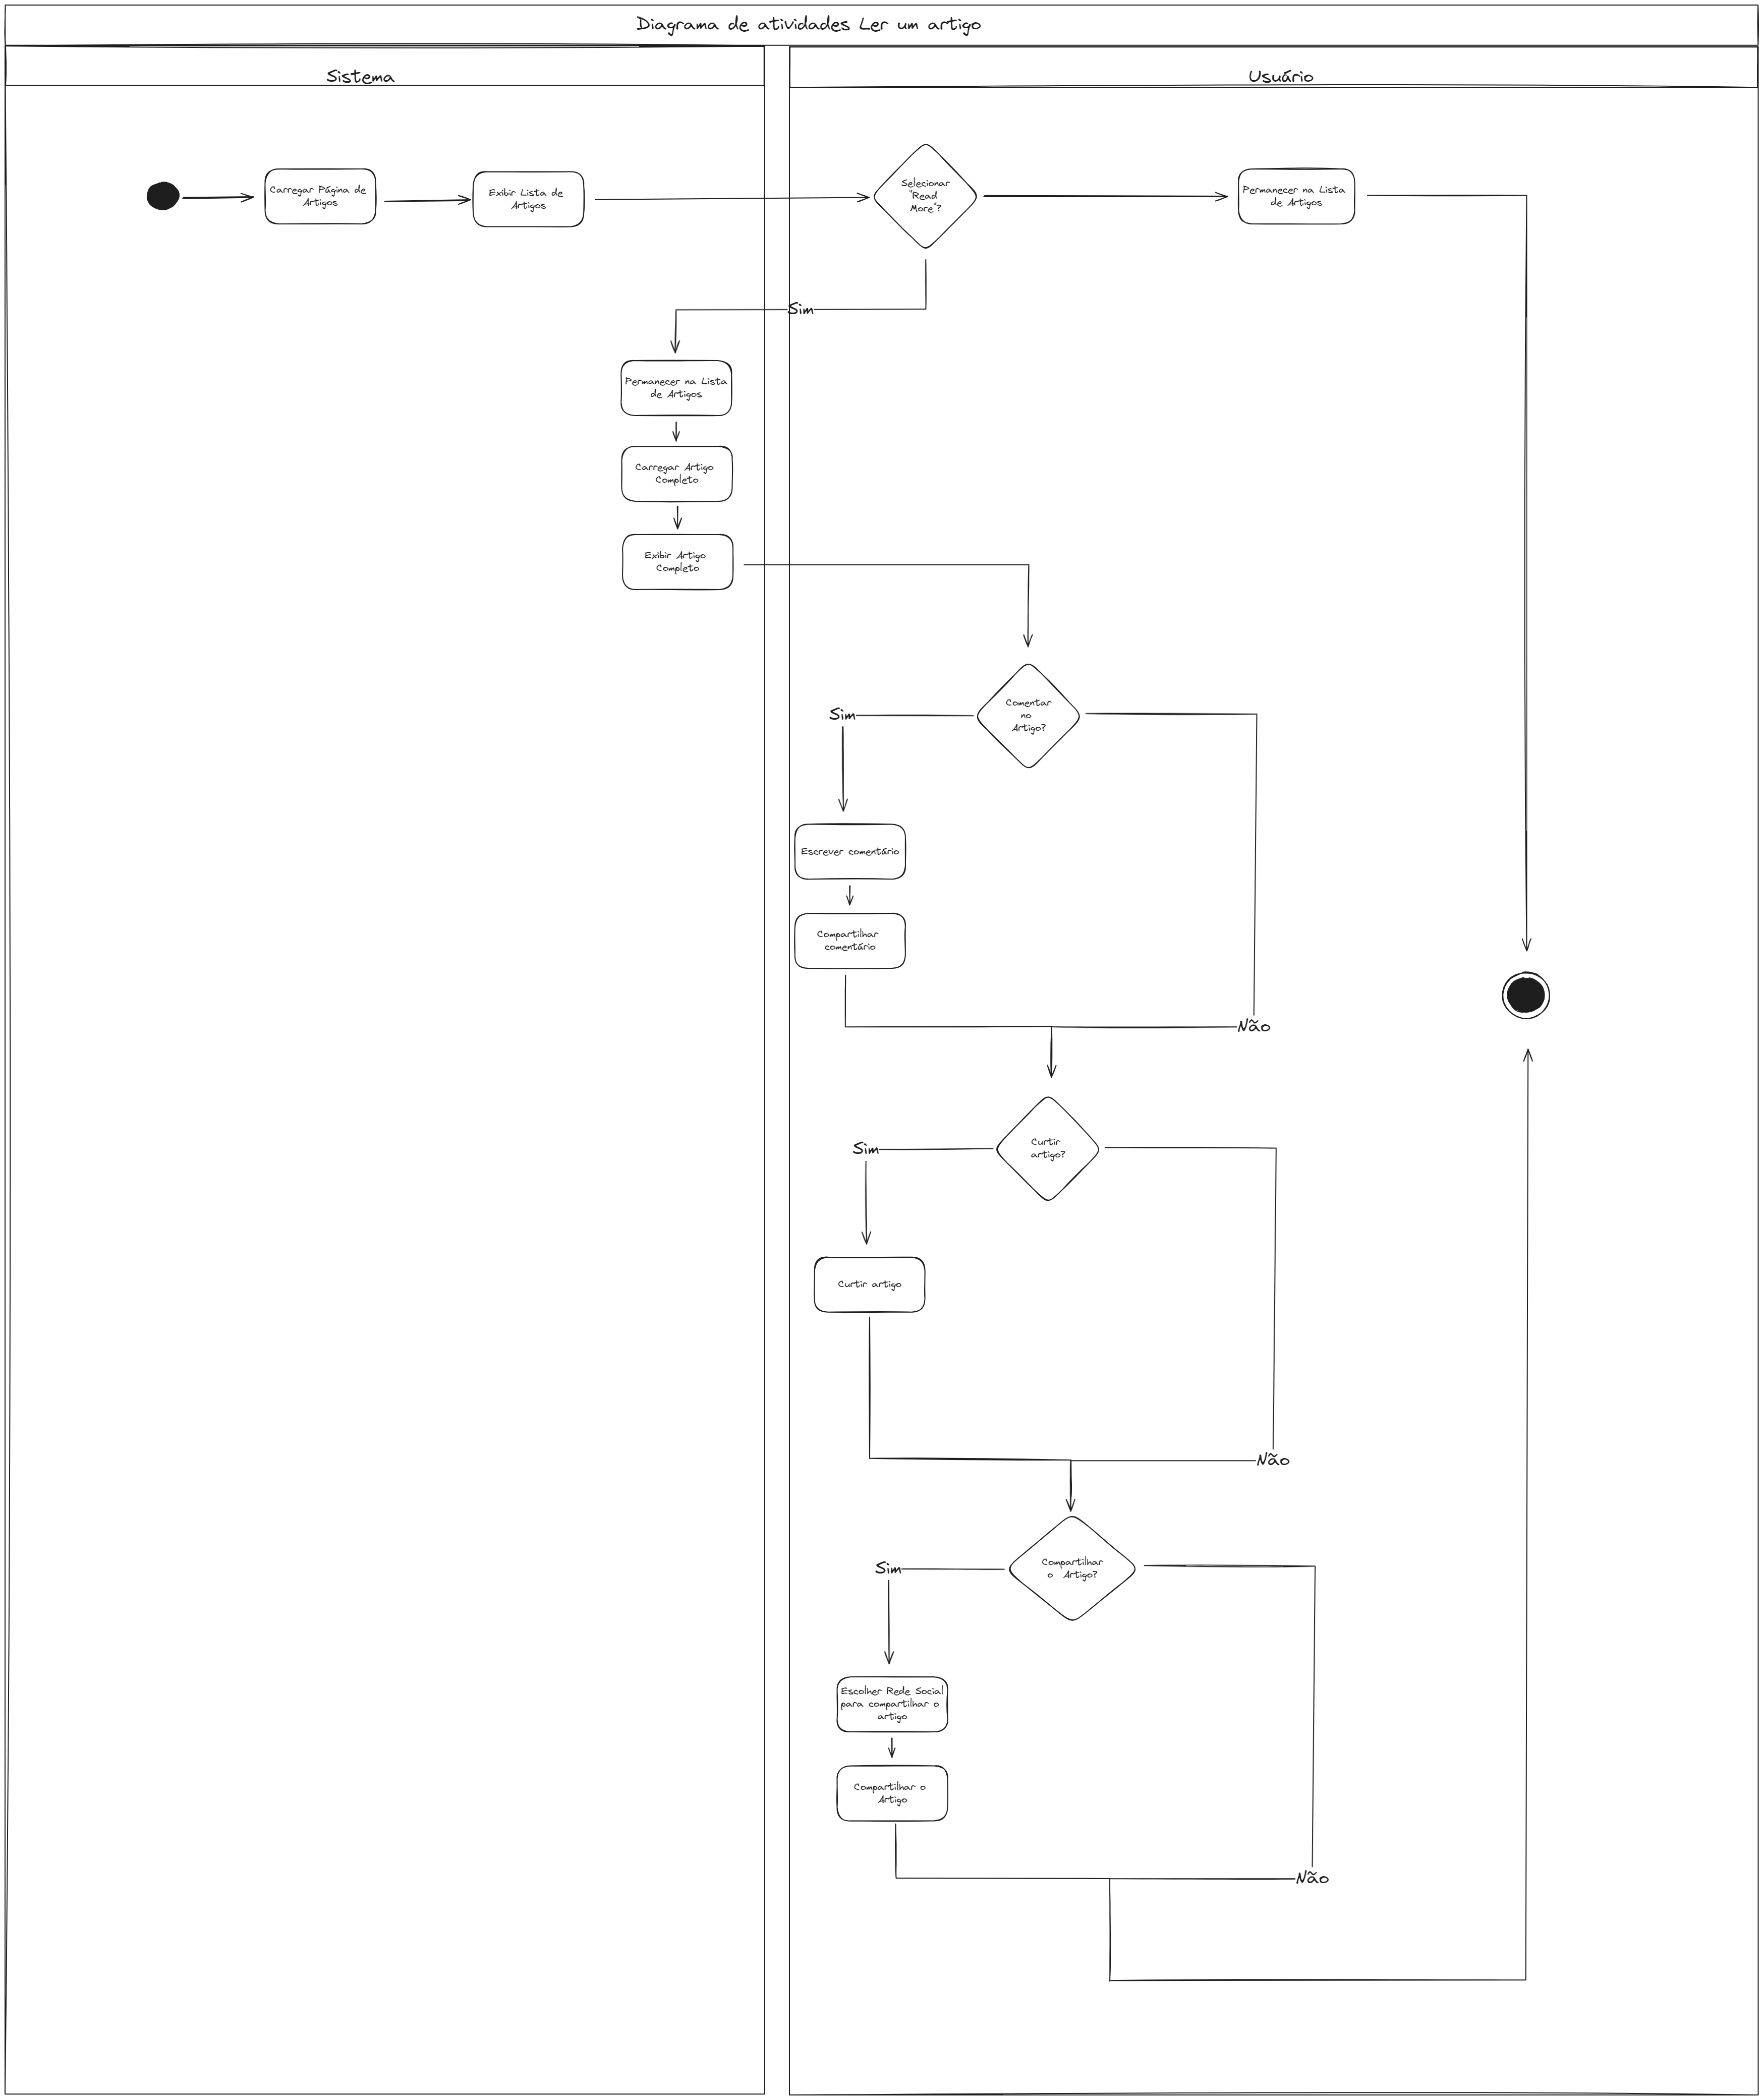 Diagrama de atividades Ler um artigo
Sistema
Usuário
Carregar Página de
Artigos
Exibir Lista de
Artigos
Selecionar
"Read
More"?
Permanecer na Lista
de Artigos
Sim
Permanecer na Lista
de Artigos
Carregar Artigo
Completo
Exibir Artigo
Completo
Comentar
no
Artigo?
Sim
Escrever comentário
Compartilhar
comentário
Não
Curtir
artigo?
Sim
Curtir artigo
Não
Compartilhar
o Artigo?
Sim
Escolher Rede Social
para compartilhar o
artigo
Compartilhar o
Artigo
Não